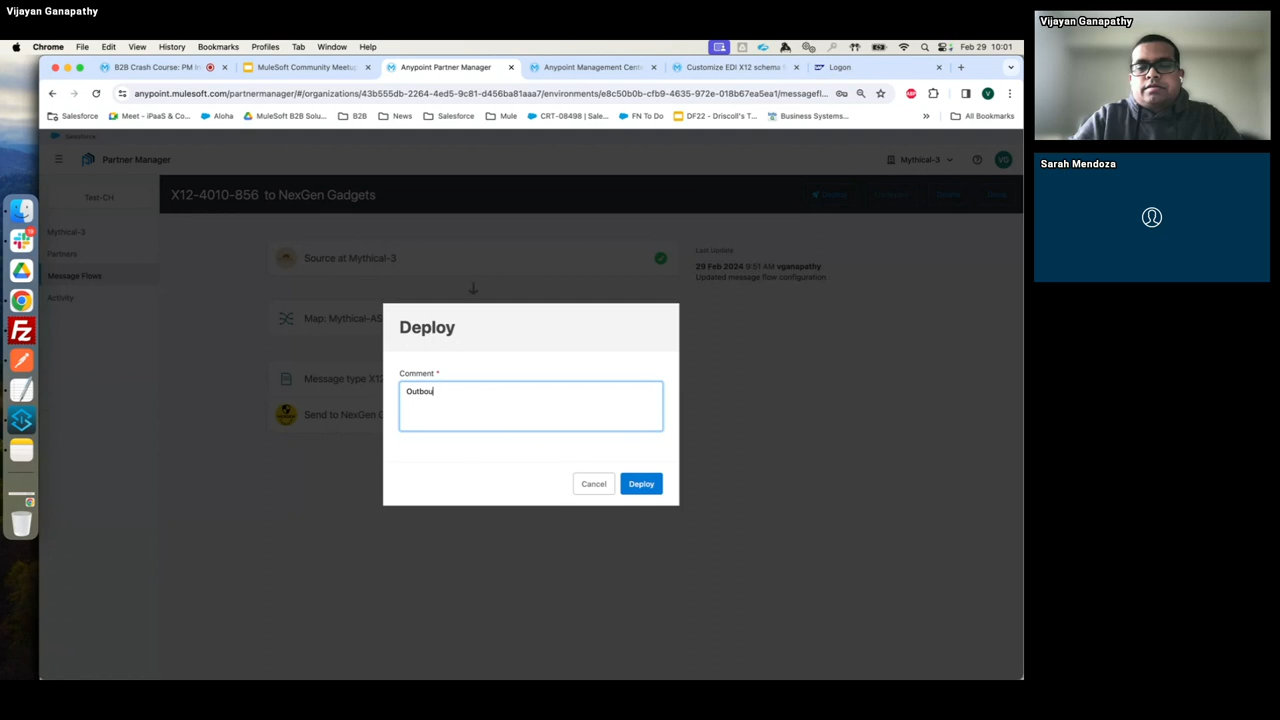 Vijayan Ganapathy
Chrome File Edit View History Bookmarks Profiles Tab Window Help
Feb 29 10:01
B2B Crash Course: PM In
MuleSoft Community Meetup
Anypoint Partner Manager
Anypoint Management Cent
Customize EDI X12 schema
Logon
anypoint.mulesoft.com/partnermanager/#/organizations/43b555db-2264-4ed5-9c81-d456ba81aaa7/environments/e8c50b0b-cfb9-4635-972e-018b67ea5ea1/messagefl...
Salesforce
Meet - iPaaS & Co...
Aloha
MuleSoft B2B Solu...
B2B
News
Salesforce
Mule
CRT-08498 | Sale...
FN To Do
DF22 - Driscoll's T...
Business Systems...
»
All Bookmarks
Salesforce
Partner Manager
Mythical-3
VG
Test-CH
X12-4010-856 to NexGen Gadgets
Mythical-3
Partners
Message Flows
Activity
Source at Mythical-3
Last Update
29 Feb 2024 9:51 AM vganapathy
Updated message flow configuration
Map: Mythical-AS
Message type X12
Send to NexGen G
Deploy
Comment *
Outbou
Cancel
Deploy
Vijayan Ganapathy
Sarah Mendoza